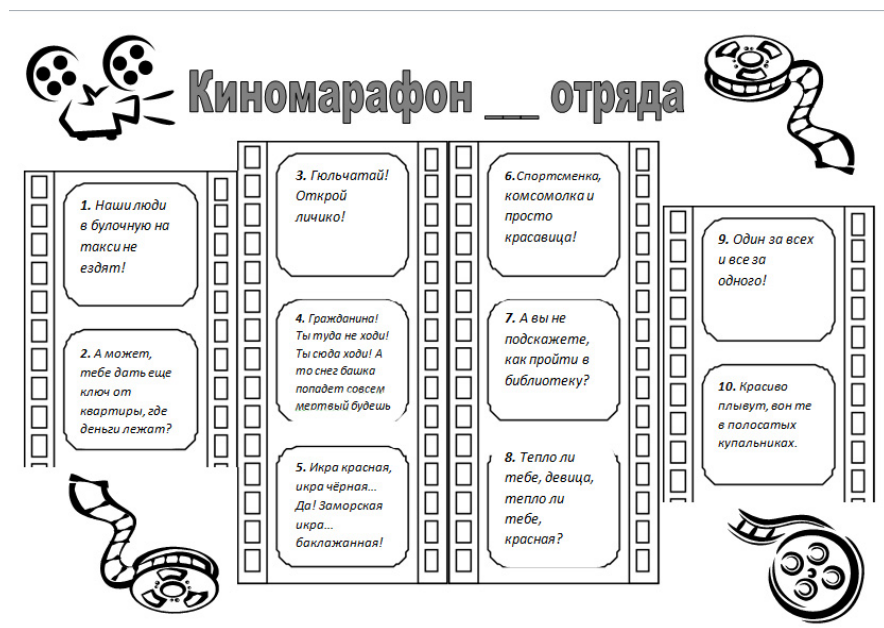 Киномарафон __ отряда
1. Наши люди
в булочную на
такси не
ездят!
2. А может,
тебе дать еще
ключ от
квартиры, где
деньги лежат?
3. Гюльчатай!
Открой
личико!
4. Гражданина!
Ты туда не ходи!
Ты сюда ходи! А
то снег башка
попадет совсем
мертвый будешь
5. Икра красная,
икра чёрная...
Да! Заморская
икра...
баклажанная!
6.Спортсменка,
комсомолка и
просто
красавица!
7. А вы не
подскажете,
как пройти в
библиотеку?
8. Тепло ли
тебе, девица,
тепло ли
тебе,
красная?
9. Один за всех
и все за
одного!
10. Красиво
плывут, вон те
в полосатых
купальниках.